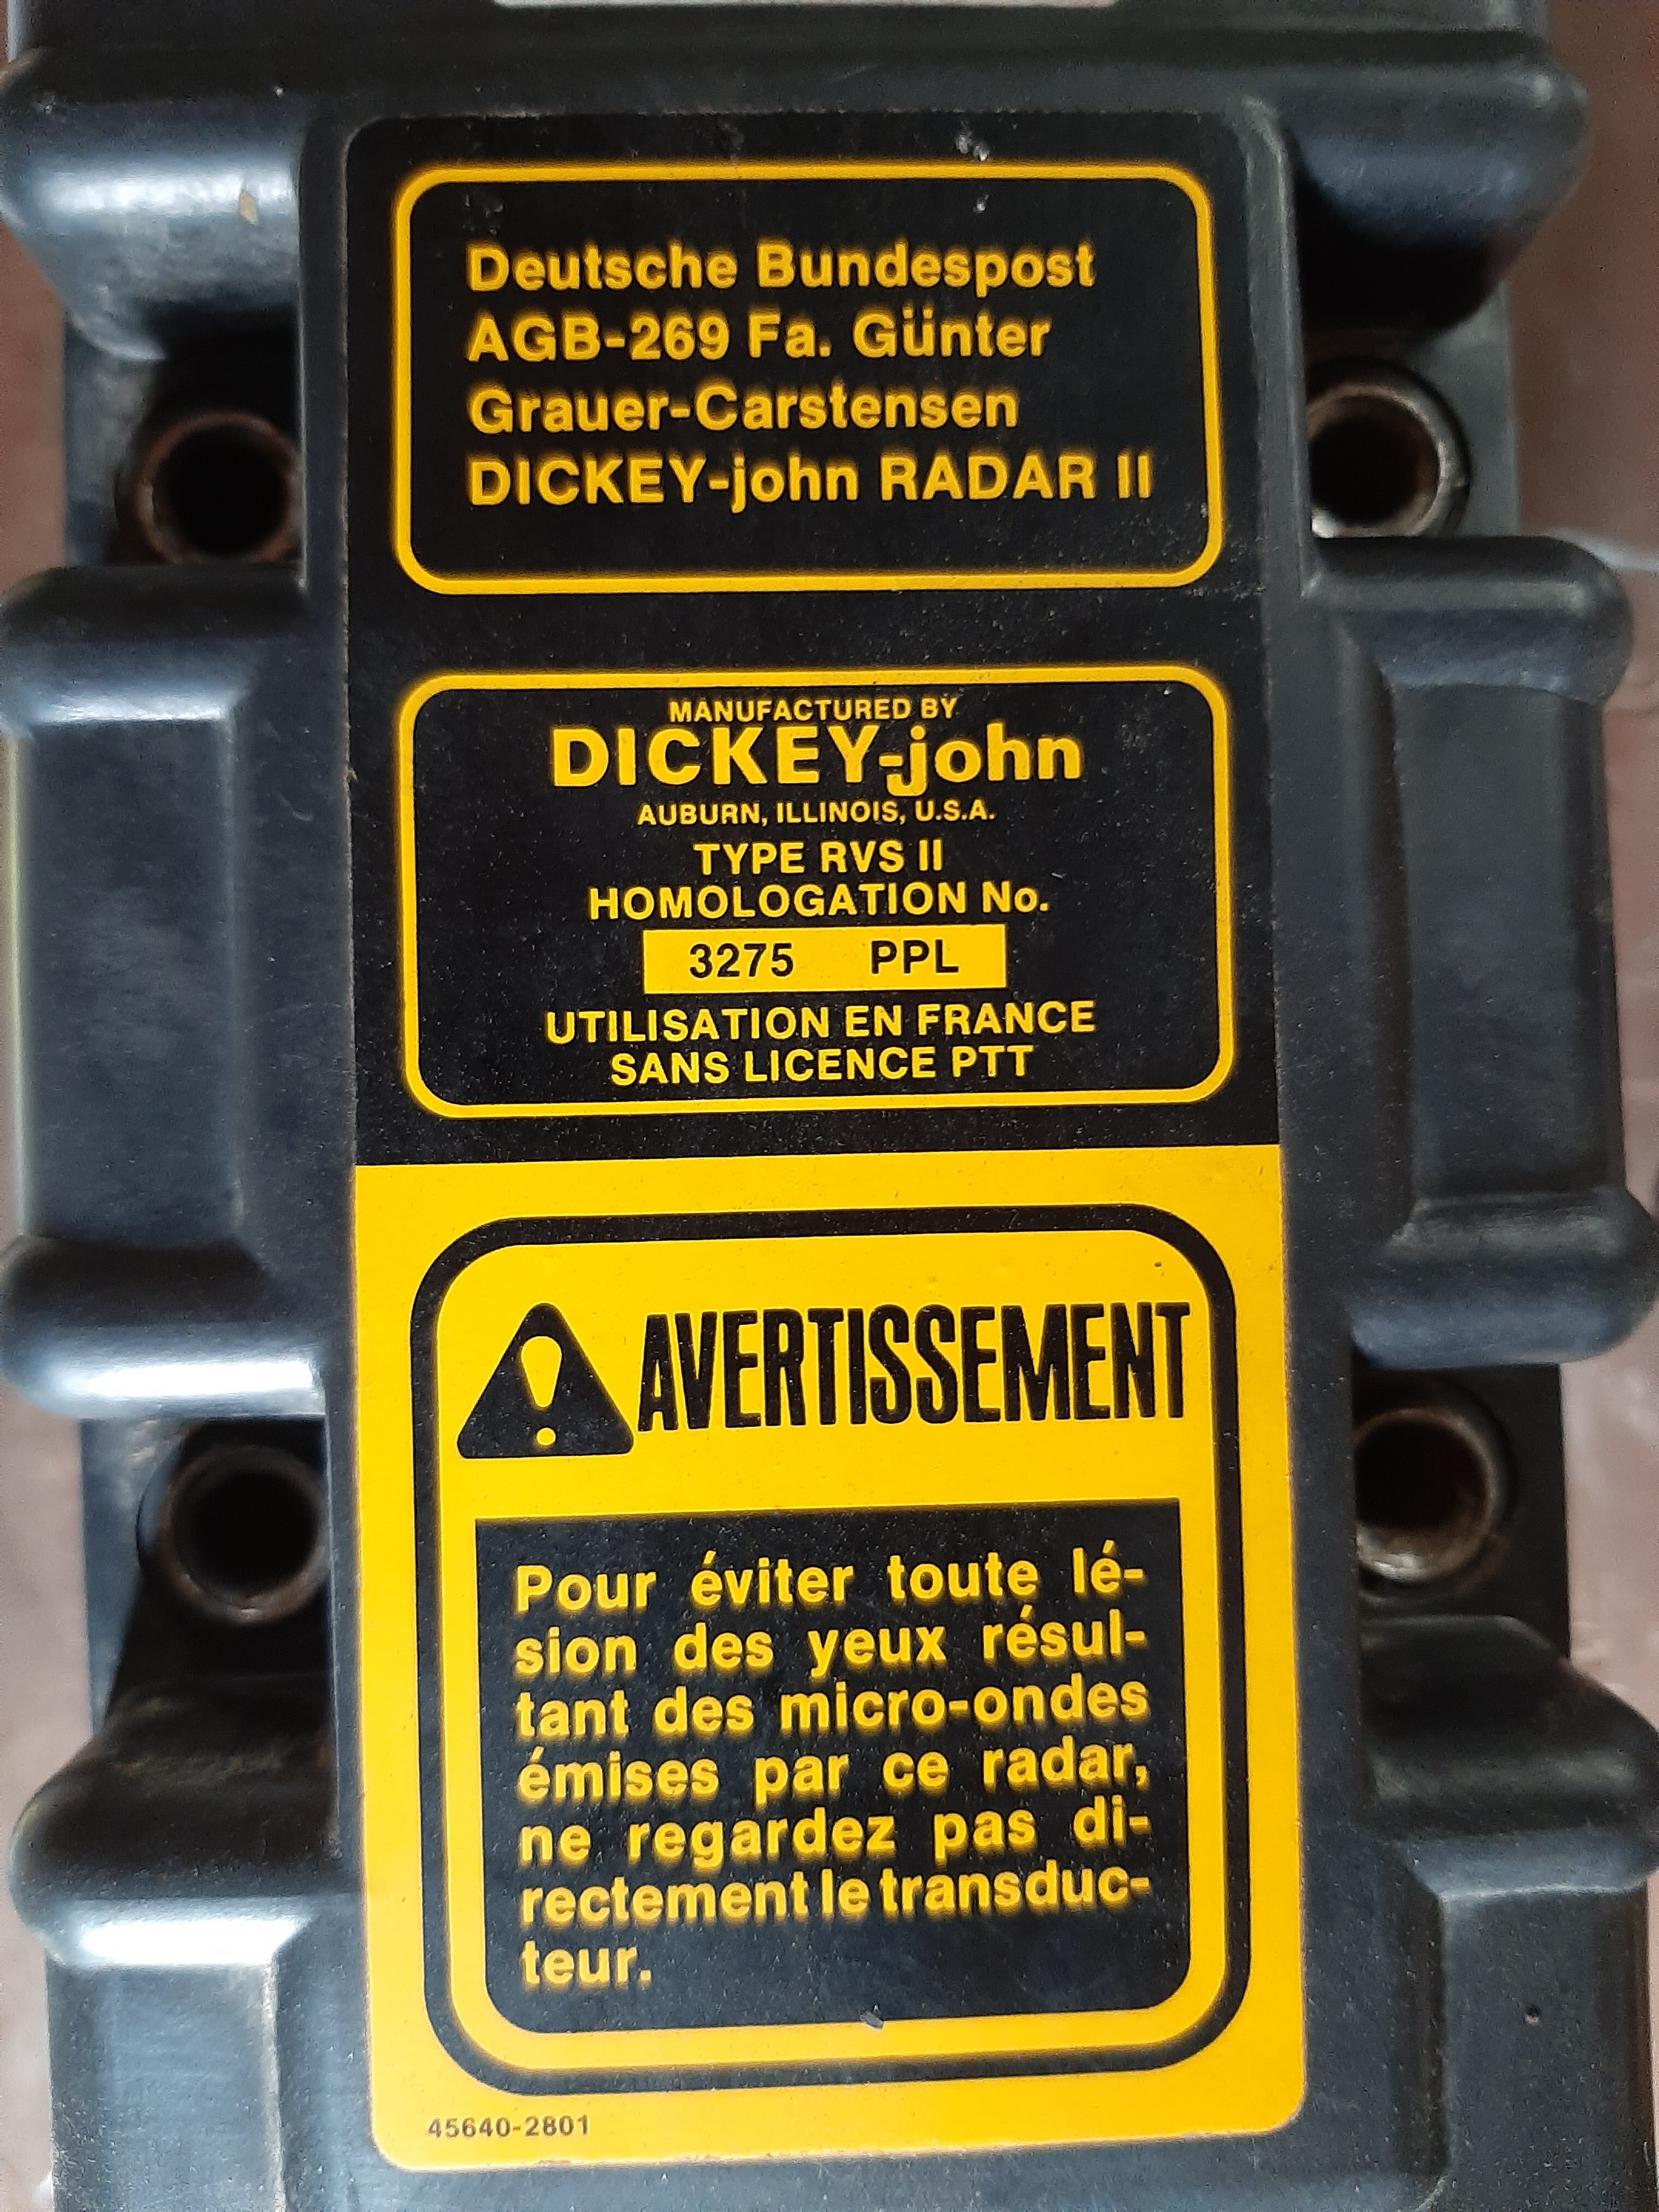 Deutsche Bundespost
AGB-269 Fa. Günter
Grauer-Carstensen
DICKEY-john RADAR II
MANUFACTURED BY
DICKEY-john
AUBURN, ILLINOIS, U.S.A.
TYPE RVS II
HOMOLOGATION No.
3275 PPL
UTILISATION EN FRANCE
SANS LICENCE PTT
AVERTISSEMENT
Pour éviter toute lé-
sion des yeux résul-
tant des micro-ondes
émises par ce radar,
ne regardez pas di-
rectement le transduc-
teur.
45640-2801